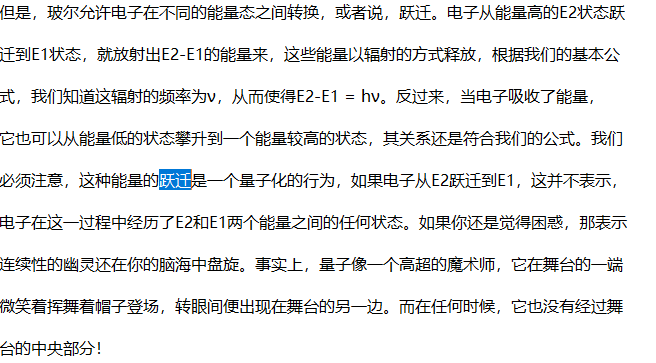 但是，玻尔允许电子在不同的能量态之间转换，或者说，跃迁。电子从能量高的E2状态跃
迁到E1状态，就放射出E2-E1的能量来，这些能量以辐射的方式释放，根据我们的基本公
式，我们知道这辐射的频率为ν，从而使得E2-E1 = hν。反过来，当电子吸收了能量，
它也可以从能量低的状态攀升到一个能量较高的状态，其关系还是符合我们的公式。我们
必须注意，这种能量的跃迁是一个量子化的行为，如果电子从E2跃迁到E1，这并不表示，
电子在这一过程中经历了E2和E1两个能量之间的任何状态。如果你还是觉得困惑，那表示
连续性的幽灵还在你的脑海中盘旋。事实上，量子像一个高超的魔术师，它在舞台的一端
微笑着挥舞着帽子登场，转眼间便出现在舞台的另一边。而在任何时候，它也没有经过舞
台的中央部分！